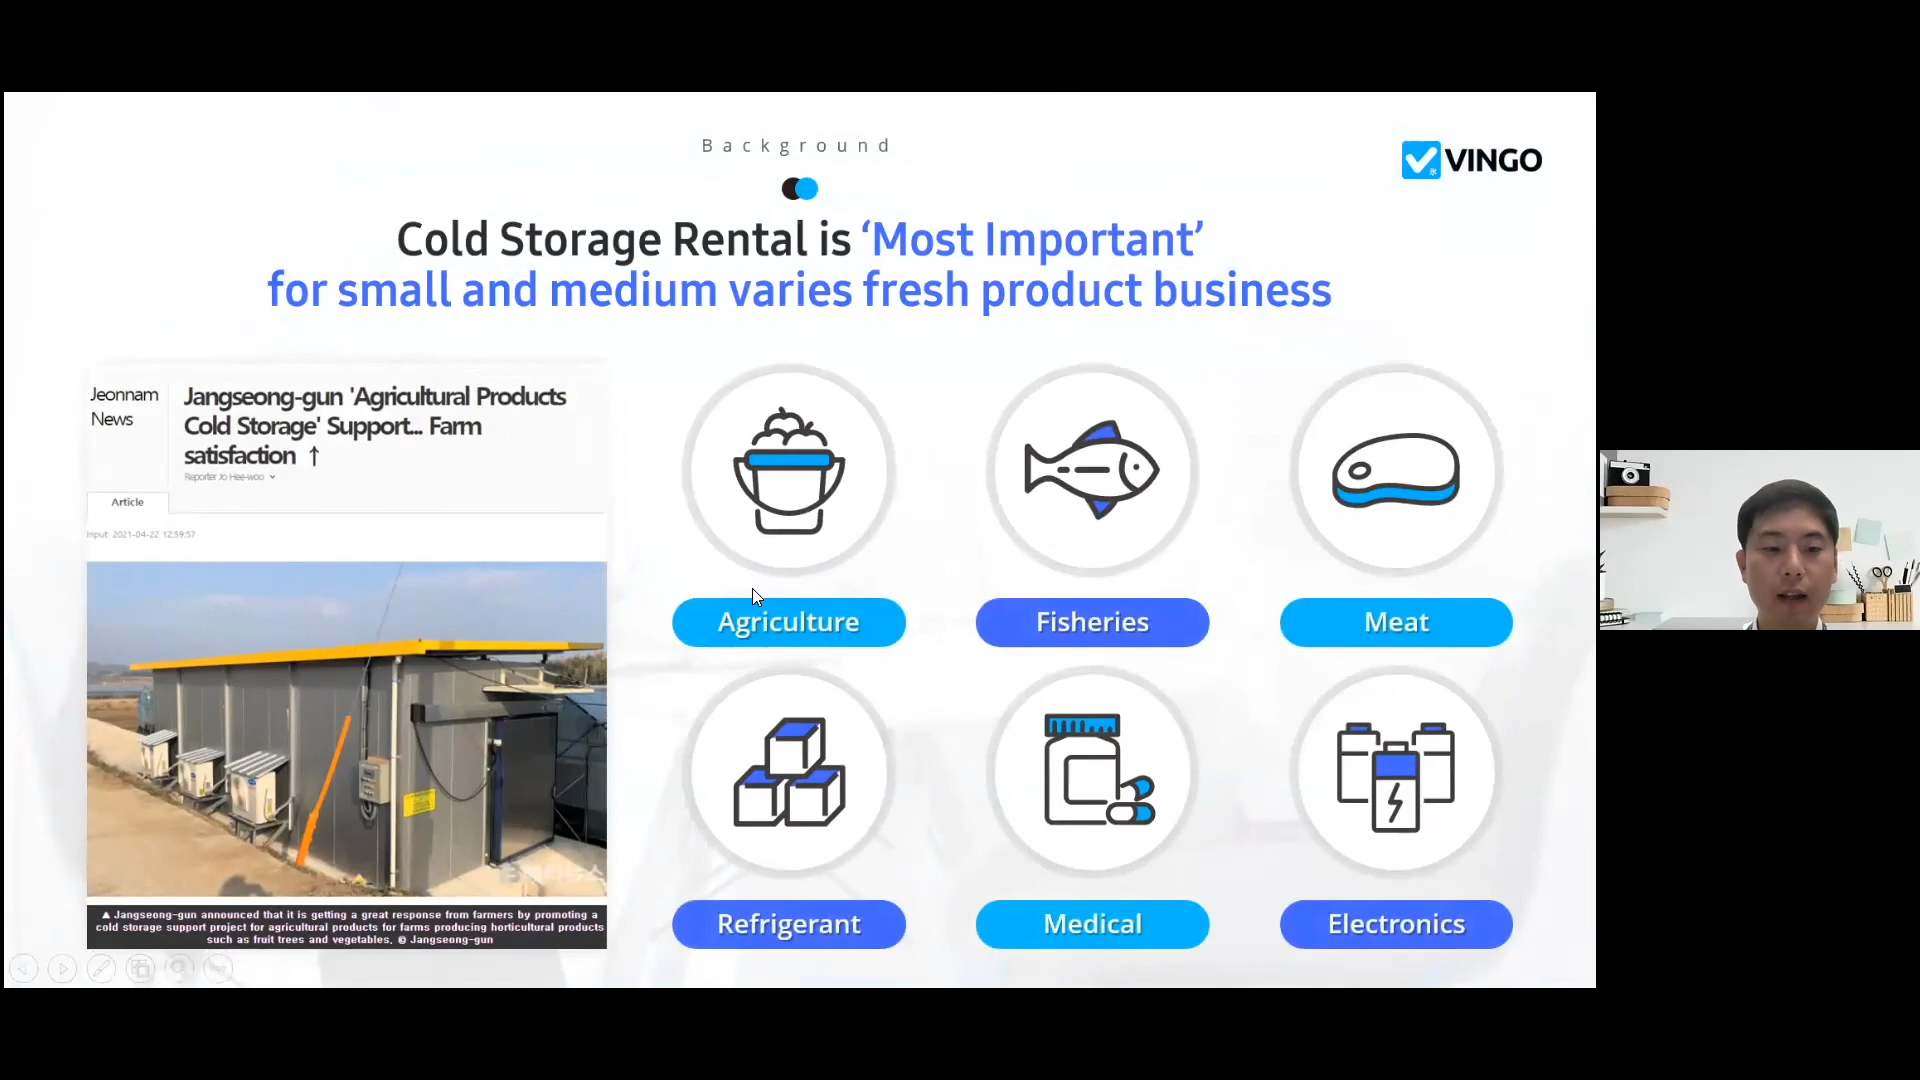 Background
VINGO
Cold Storage Rental is ‘Most Important’
for small and medium varies fresh product business
Jeonnam
News
Jangseong-gun 'Agricultural Products
Cold Storage' Support... Farm
satisfaction ↑
Reporter Jo Hee-woo
Article
Input: 2021-04-22 12:59:57
▲ Jangseong-gun announced that it is getting a great response from farmers by promoting a
cold storage support project for agricultural products for farms producing horticultural products
such as fruit trees and vegetables. © Jangseong-gun
Agriculture
Fisheries
Meat
Refrigerant
Medical
Electronics